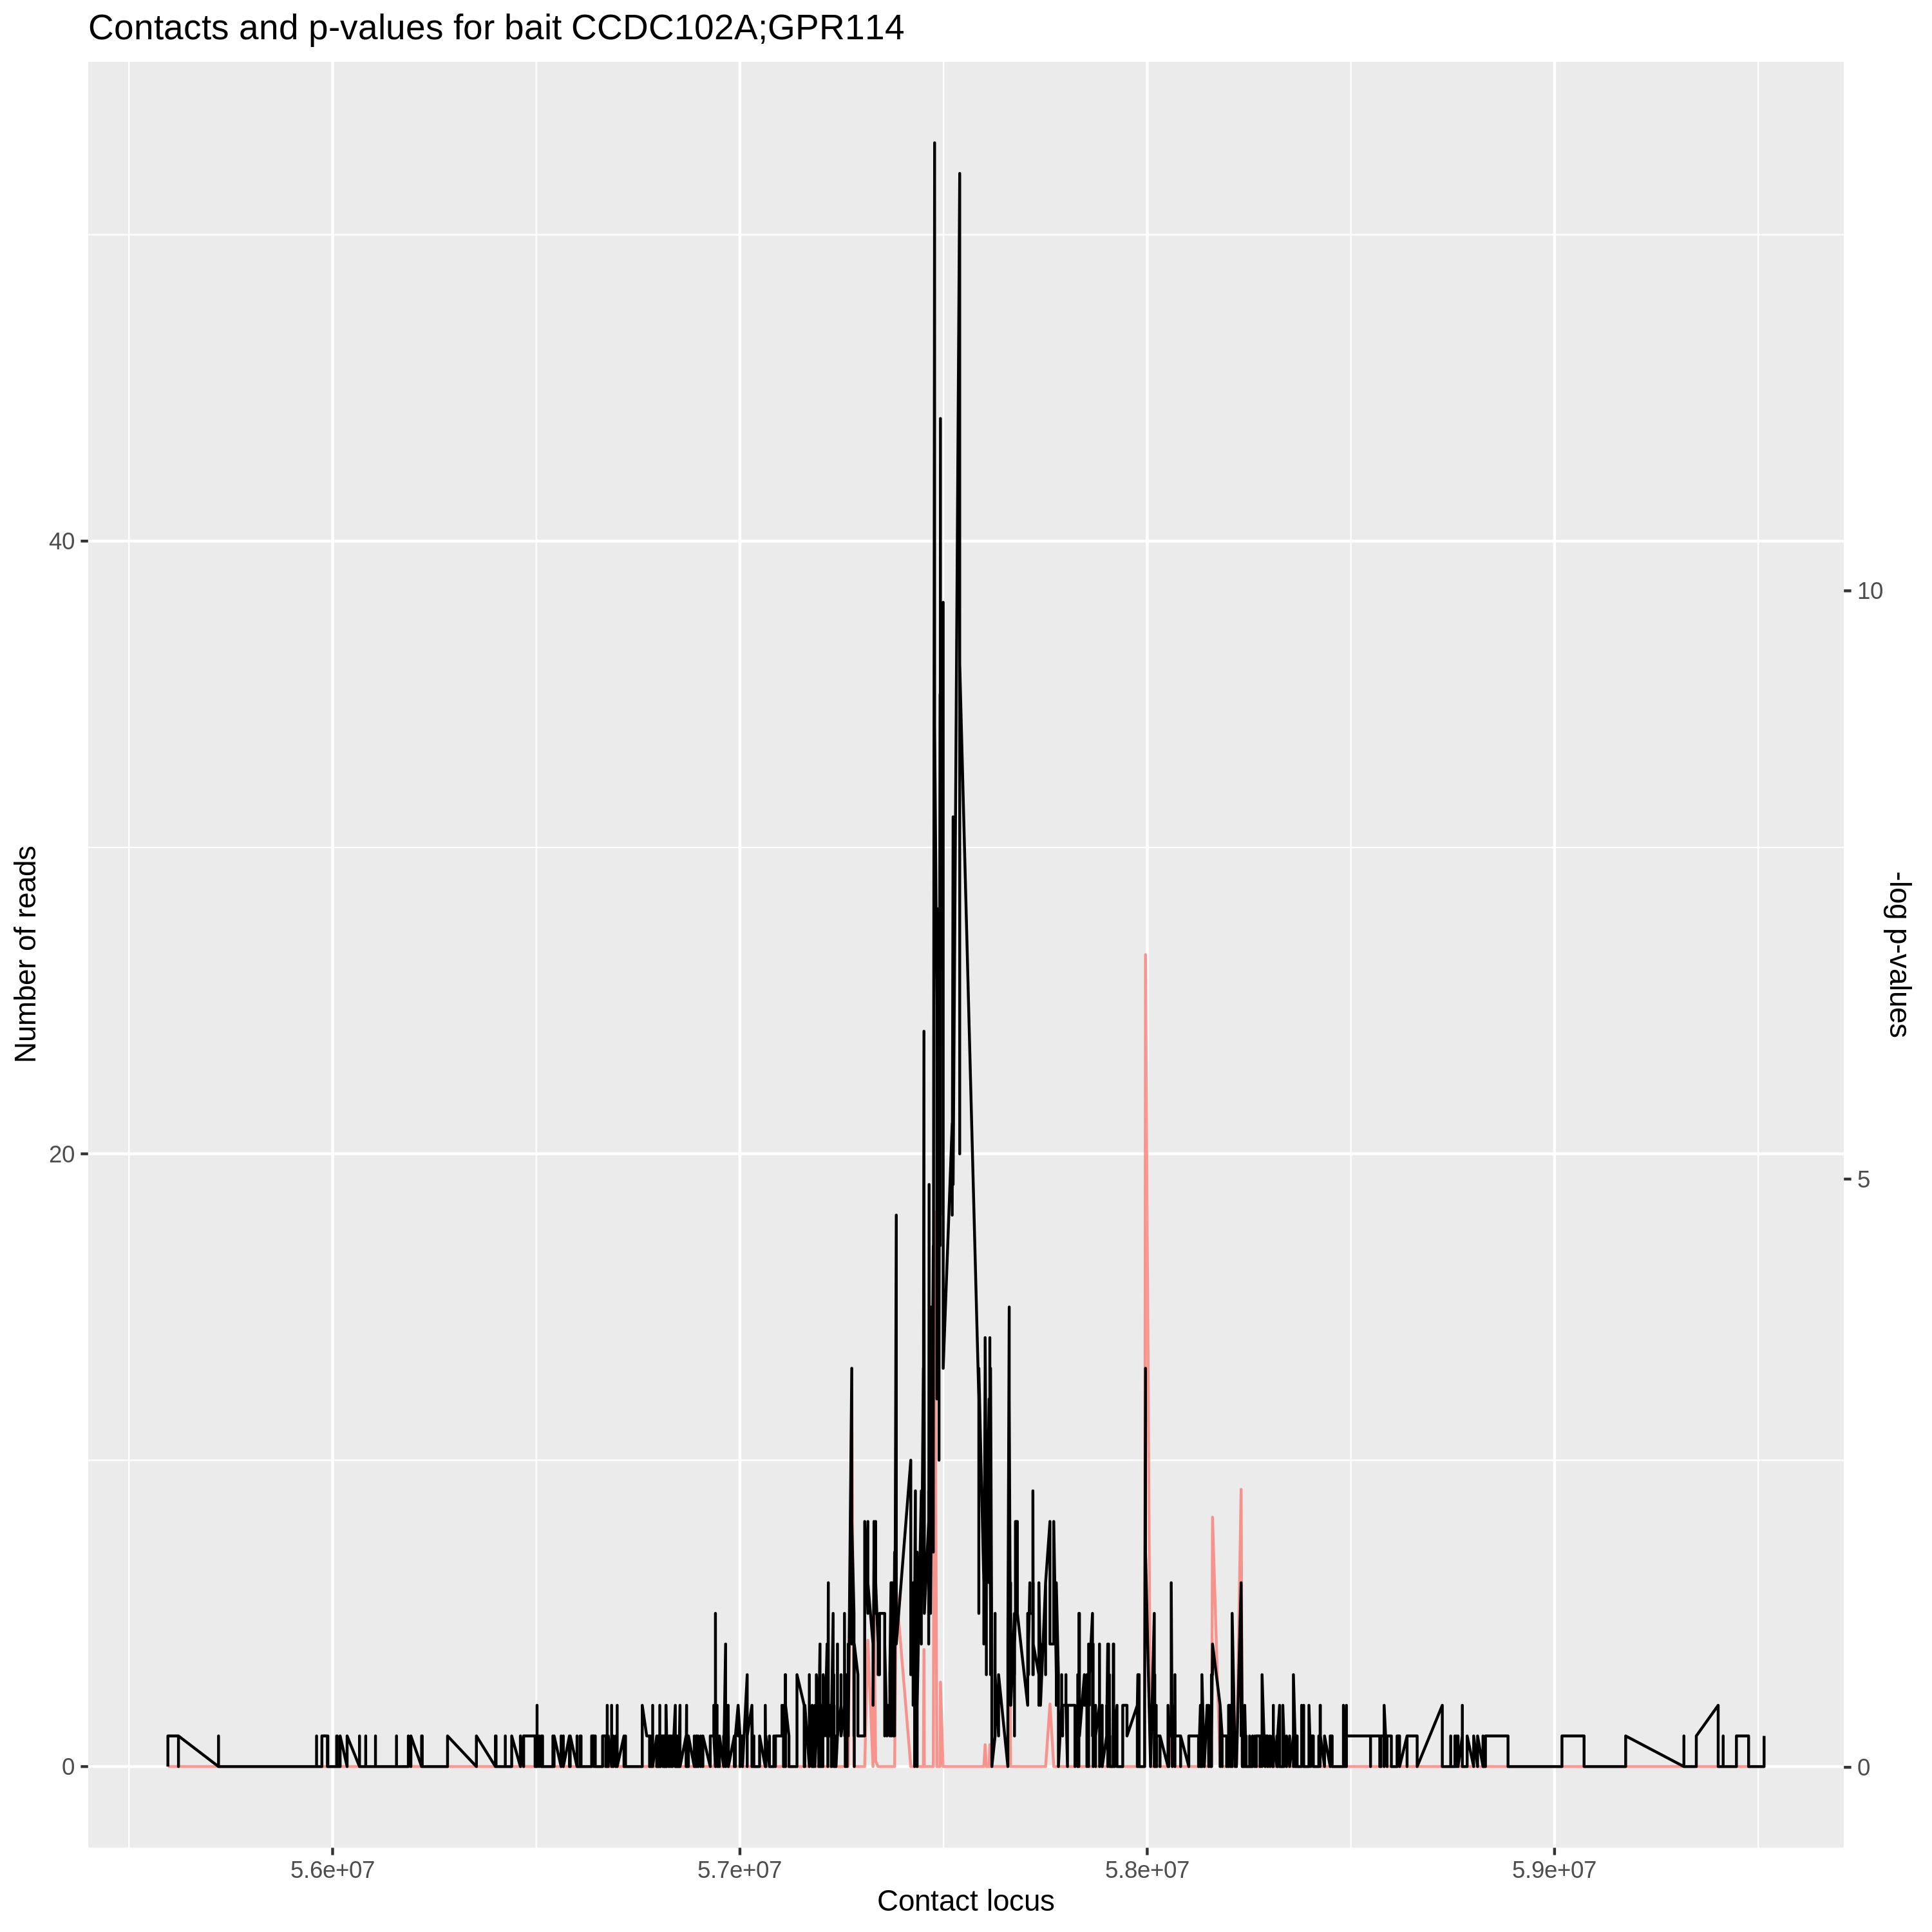 Contacts and p-values for bait CCDC102A;GPR114
Number of reads
40
20
0
10
5
0
-log p-values
5.6e+07
5.7e+07
5.8e+07
5.9e+07
Contact locus